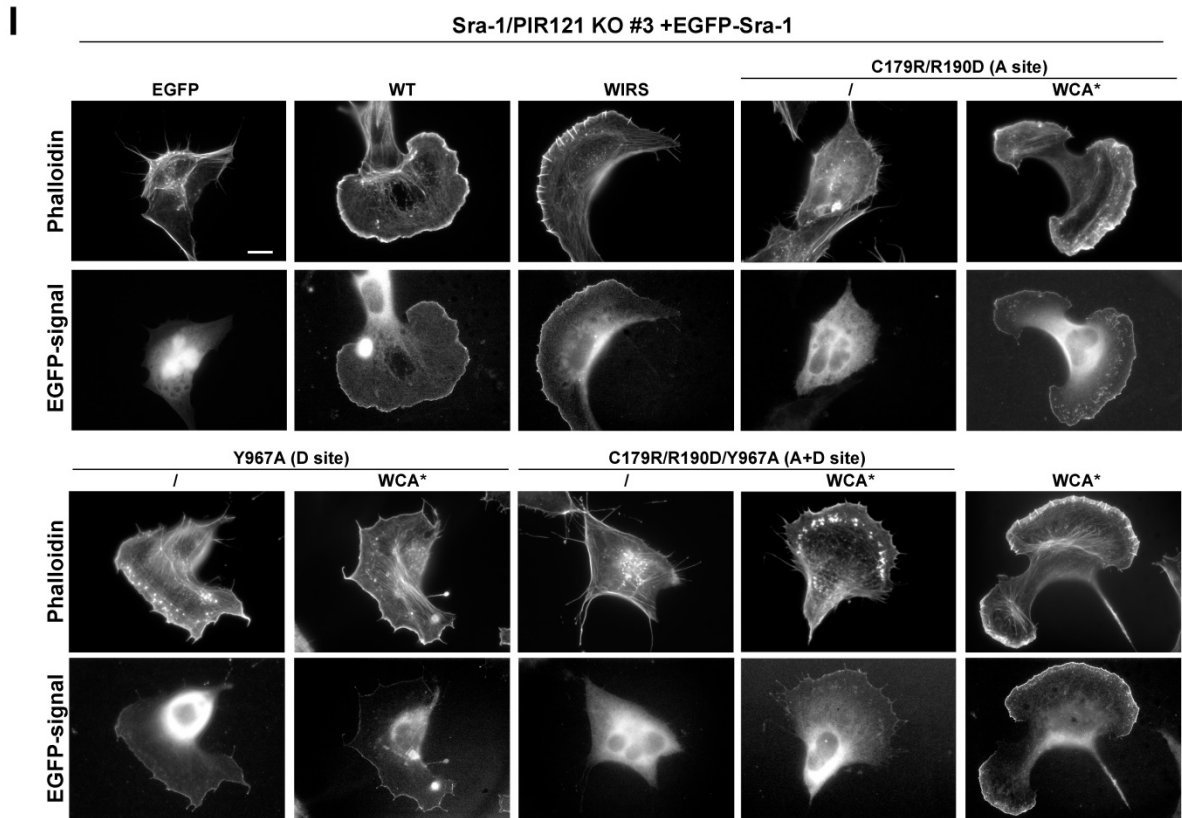 I
Sra-1/PIR121 KO #3 +EGFP-Sra-1
C179R/R190D (A site)
EGFP WT WIRS / WCA*
Phalloidin
EGFP-signal
Y967A (D site) C179R/R190D/Y967A (A+D site)
/ WCA* / WCA* WCA*
Phalloidin
EGFP-signal